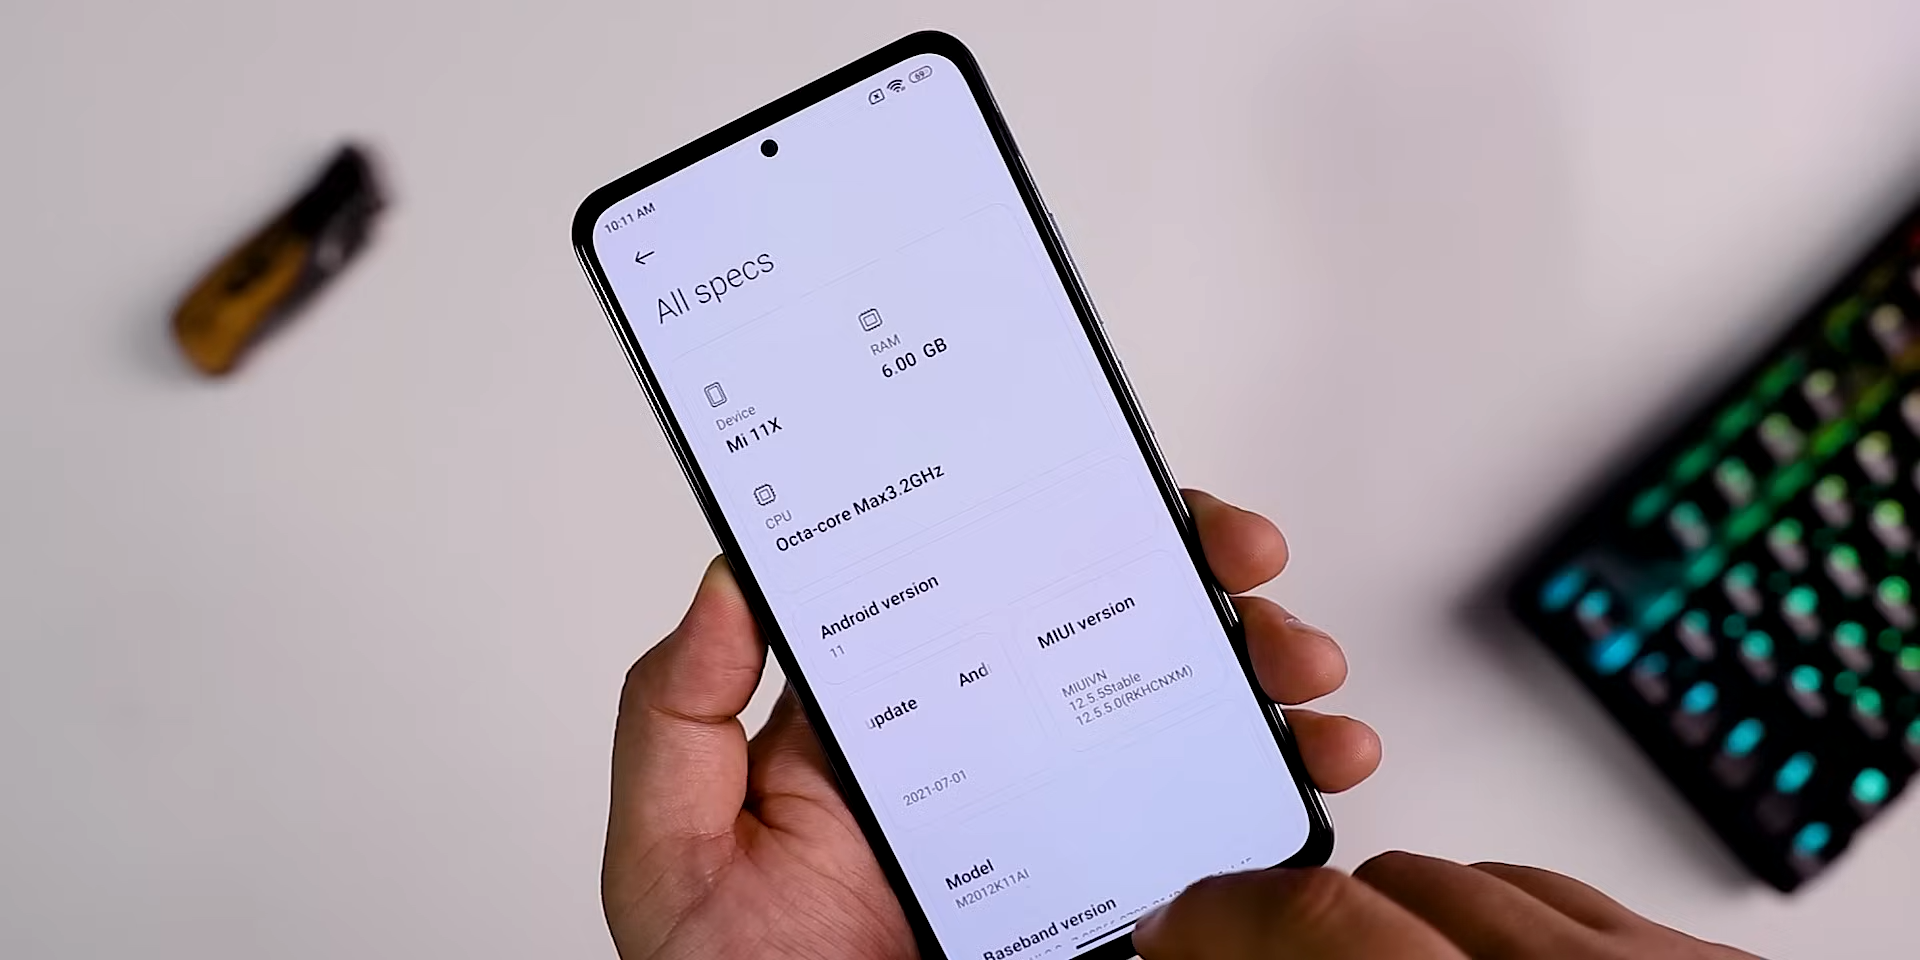 10:11 AM
69
All specs
Device
Mi 11X
RAM
6.00 GB
CPU
Octa-core Max3.2GHz
Android version
11
update And
2021-07-01
MIUI version
MIUIVN
12.5.5Stable
12.5.5.0(RKHCNXM)
Model
M2012K11AI
Baseband version